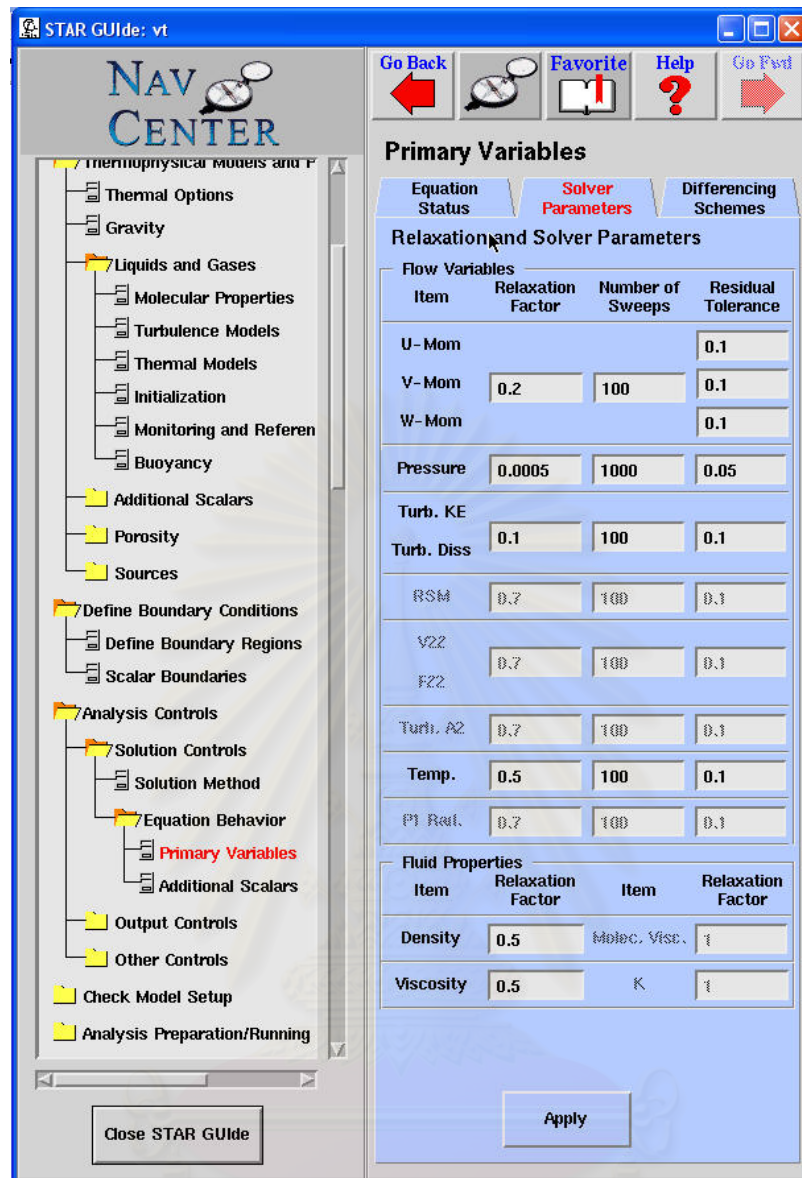 STAR GUIde: vt
NAV
CENTER
Thermophysical Models and P
Thermal Options
Gravity
Liquids and Gases
Molecular Properties
Turbulence Models
Thermal Models
Initialization
Monitoring and Referen
Buoyancy
Additional Scalars
Porosity
Sources
Define Boundary Conditions
Define Boundary Regions
Scalar Boundaries
Analysis Controls
Solution Controls
Solution Method
Equation Behavior
Primary Variables
Additional Scalars
Output Controls
Other Controls
Check Model Setup
Analysis Preparation/Running
Close STAR GUIde
Go Back Favorite Help Go Fwd
Primary Variables
Equation Status Solver Parameters Differencing Schemes
Relaxation and Solver Parameters
Flow Variables
Item Relaxation Factor Number of Sweeps Residual Tolerance
U-Mom 0.1
V-Mom 0.2 100 0.1
W-Mom 0.1
Pressure 0.0005 1000 0.05
Turb. KE
0.1 100 0.1
Turb. Diss
RSM 0.7 100 0.1
V22
0.7 100 0.1
F22
Turb. A2 0.7 100 0.1
Temp. 0.5 100 0.1
P1 Rad. 0.7 100 0.1
Fluid Properties
Item Relaxation Factor Item Relaxation Factor
Density 0.5 Molec. Visc. 1
Viscosity 0.5 K 1
Apply